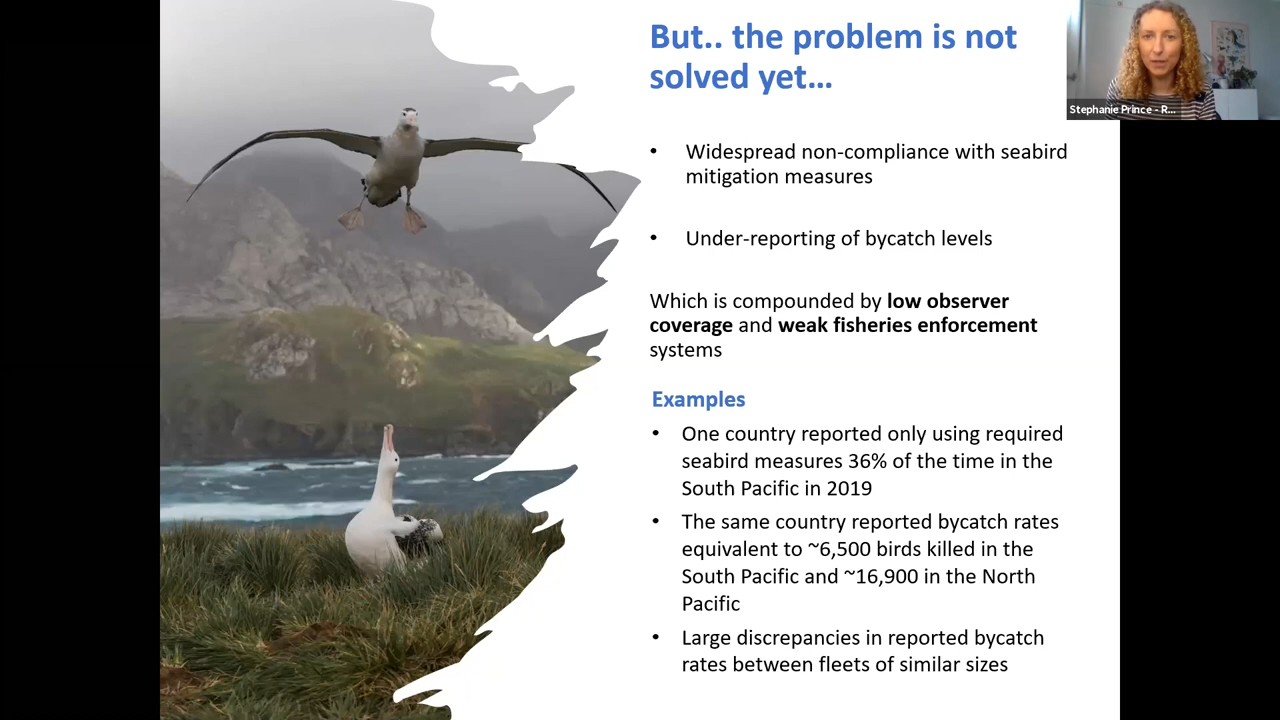 But.. the problem is not
solved yet…
Stephanie Prince - R...
• Widespread non-compliance with seabird
mitigation measures
• Under-reporting of bycatch levels
Which is compounded by low observer
coverage and weak fisheries enforcement
systems
Examples
• One country reported only using required
seabird measures 36% of the time in the
South Pacific in 2019
• The same country reported bycatch rates
equivalent to ~6,500 birds killed in the
South Pacific and ~16,900 in the North
Pacific
• Large discrepancies in reported bycatch
rates between fleets of similar sizes